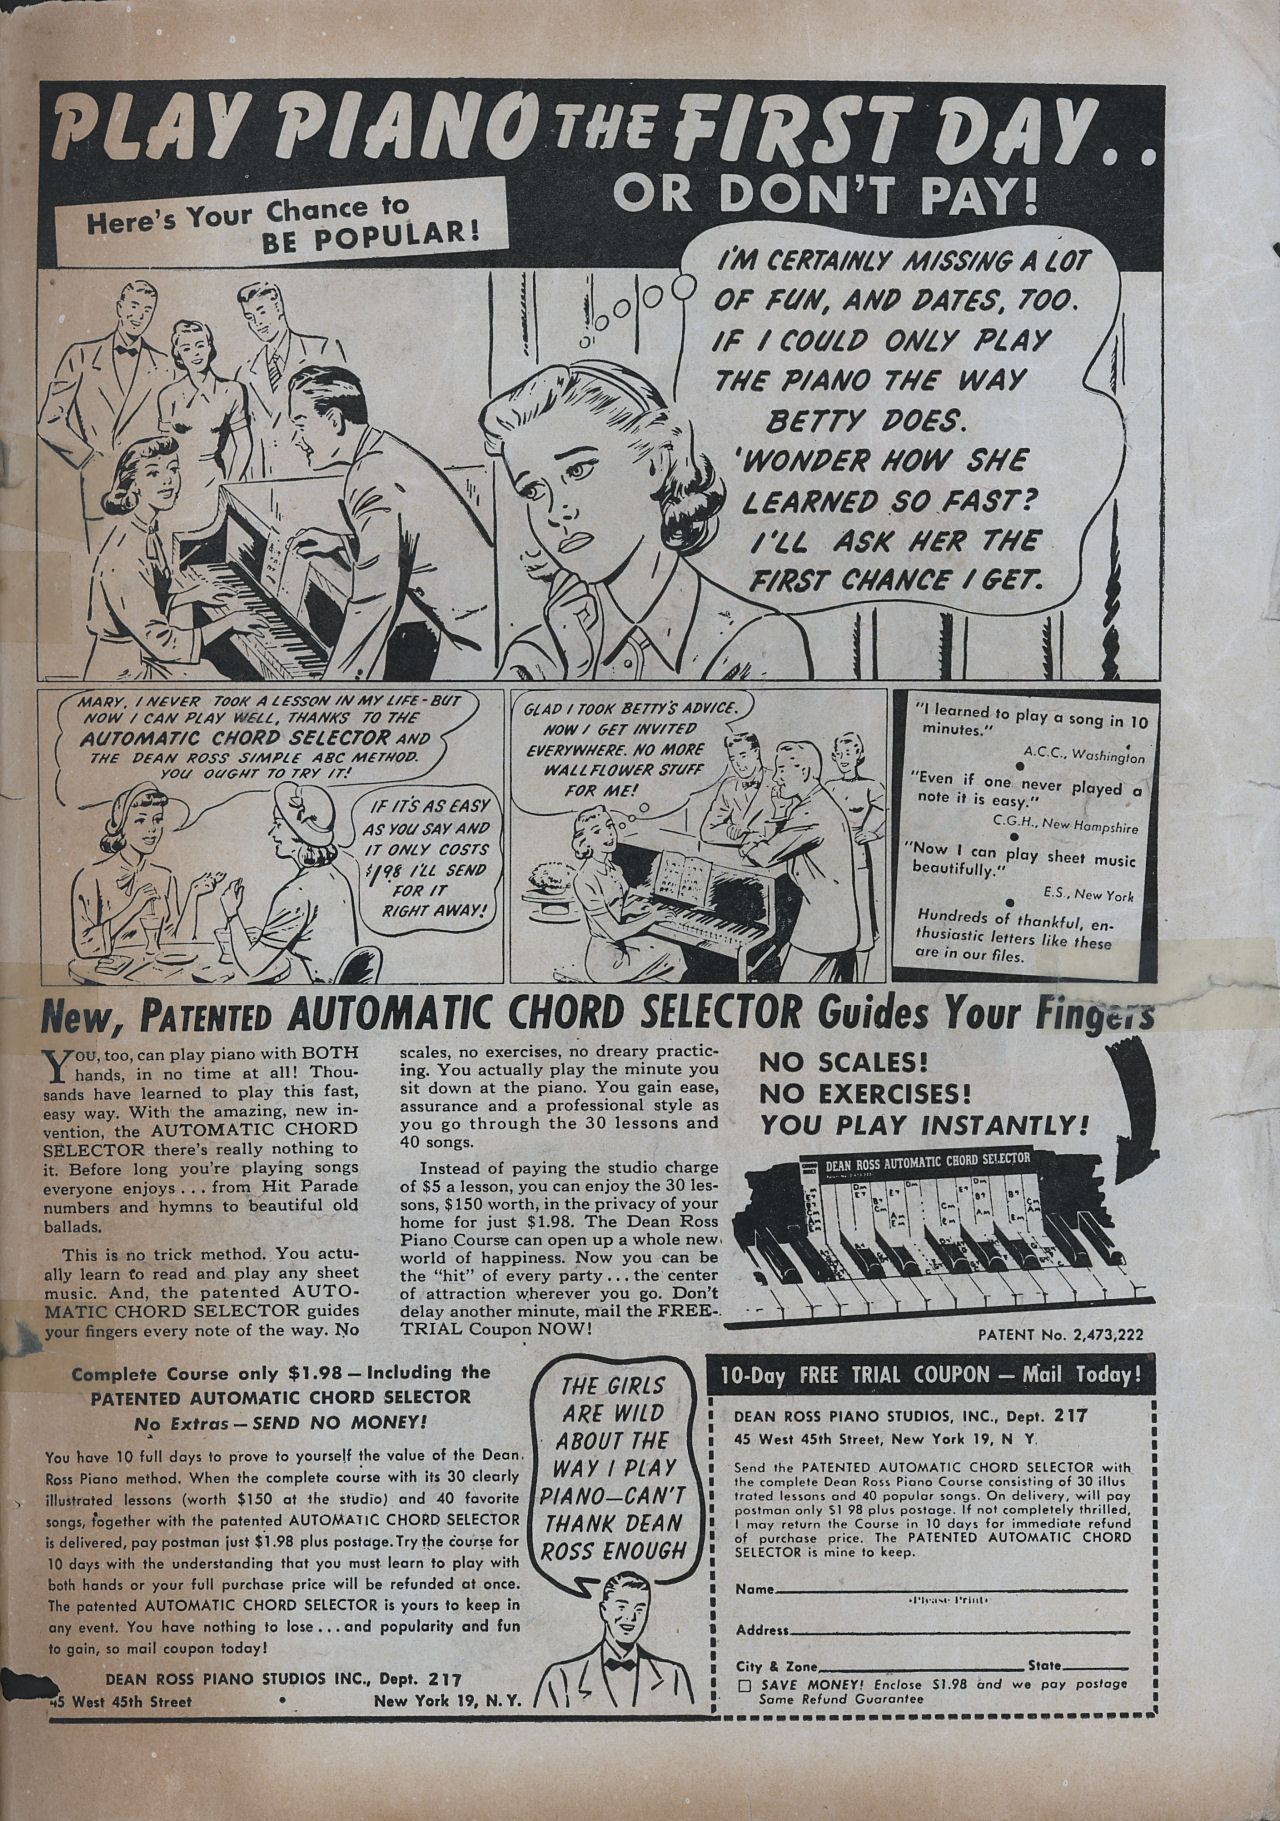 PLAY PIANO THE FIRST DAY..
OR DON'T PAY!
Here's Your Chance to
BE POPULAR!
I'M CERTAINLY MISSING A LOT
OF FUN, AND DATES, TOO.
IF I COULD ONLY PLAY
THE PIANO THE WAY
BETTY DOES.
'WONDER HOW SHE
LEARNED SO FAST?
I'LL ASK HER THE
FIRST CHANCE I GET.
MARY, I NEVER TOOK A LESSON IN MY LIFE - BUT
NOW I CAN PLAY WELL, THANKS TO THE
AUTOMATIC CHORD SELECTOR AND
THE DEAN ROSS SIMPLE ABC METHOD.
YOU OUGHT TO TRY IT!
IF IT'S AS EASY
AS YOU SAY AND
IT ONLY COSTS
$1.98 I'LL SEND
FOR IT
RIGHT AWAY!
GLAD I TOOK BETTY'S ADVICE.
NOW I GET INVITED
EVERYWHERE. NO MORE
WALLFLOWER STUFF
FOR ME!
"I learned to play a song in 10
minutes."
A.C.C., Washington
"Even if one never played a
note it is easy."
C.G.H., New Hampshire
"Now I can play sheet music
beautifully."
E.S., New York
Hundreds of thankful, en-
thusiastic letters like these
are in our files.
New, PATENTED AUTOMATIC CHORD SELECTOR Guides Your Fingers
YOU, too, can play piano with BOTH
hands, in no time at all! Thou-
sands have learned to play this fast,
easy way. With the amazing, new in-
vention, the AUTOMATIC CHORD
SELECTOR there's really nothing to
it. Before long you're playing songs
everyone enjoys . . . from Hit Parade
numbers and hymns to beautiful old
ballads.
This is no trick method. You actu-
ally learn to read and play any sheet
music. And, the patented AUTO-
MATIC CHORD SELECTOR guides
your fingers every note of the way. No
scales, no exercises, no dreary practic-
ing. You actually play the minute you
sit down at the piano. You gain ease,
assurance and a professional style as
you go through the 30 lessons and
40 songs.
Instead of paying the studio charge
of $5 a lesson, you can enjoy the 30 les-
sons, $150 worth, in the privacy of your
home for just $1.98. The Dean Ross
Piano Course can open up a whole new
world of happiness. Now you can be
the "hit" of every party . . . the center
of attraction wherever you go. Don't
delay another minute, mail the FREE-
TRIAL Coupon NOW!
NO SCALES!
NO EXERCISES!
YOU PLAY INSTANTLY!
DEAN ROSS AUTOMATIC CHORD SELECTOR
PATENT No. 2,473,222
Complete Course only $1.98 — Including the
PATENTED AUTOMATIC CHORD SELECTOR
No Extras — SEND NO MONEY!
You have 10 full days to prove to yourself the value of the Dean
Ross Piano method. When the complete course with its 30 clearly
illustrated lessons (worth $150 at the studio) and 40 favorite
songs, together with the patented AUTOMATIC CHORD SELECTOR
is delivered, pay postman just $1.98 plus postage. Try the course for
10 days with the understanding that you must learn to play with
both hands or your full purchase price will be refunded at once.
The patented AUTOMATIC CHORD SELECTOR is yours to keep in
any event. You have nothing to lose . . . and popularity and fun
to gain, so mail coupon today!
DEAN ROSS PIANO STUDIOS INC., Dept. 217
45 West 45th Street • New York 19, N. Y.
THE GIRLS
ARE WILD
ABOUT THE
WAY I PLAY
PIANO—CAN'T
THANK DEAN
ROSS ENOUGH
10-Day FREE TRIAL COUPON — Mail Today!
DEAN ROSS PIANO STUDIOS, INC., Dept. 217
45 West 45th Street, New York 19, N Y.
Send the PATENTED AUTOMATIC CHORD SELECTOR with
the complete Dean Ross Piano Course consisting of 30 illus
trated lessons and 40 popular songs. On delivery, will pay
postman only $1 98 plus postage. If not completely thrilled,
I may return the Course in 10 days for immediate refund
of purchase price. The PATENTED AUTOMATIC CHORD
SELECTOR is mine to keep.
Name
(Please Print)
Address
City & Zone State
SAVE MONEY! Enclose $1.98 and we pay postage
Same Refund Guarantee